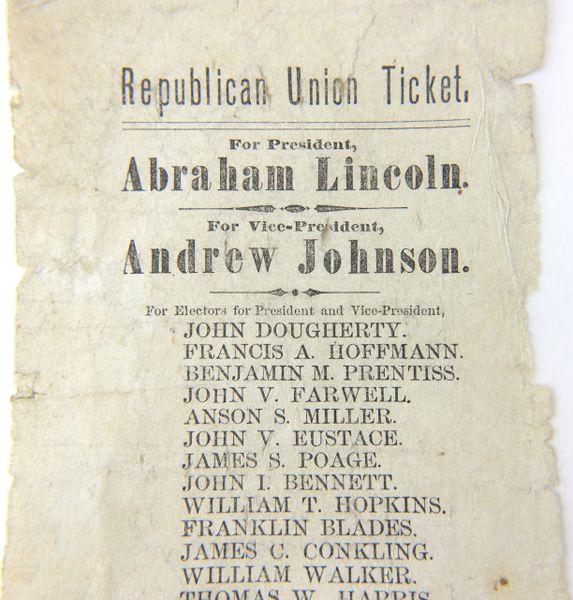 Republican Union Ticket.
For President,
Abraham Lincoln.
For Vice-President,
Andrew Johnson.
For Electors for President and Vice-President,
JOHN DOUGHERTY.
FRANCIS A. HOFFMANN.
BENJAMIN M. PRENTISS.
JOHN V. FARWELL.
ANSON S. MILLER.
JOHN V. EUSTACE.
JAMES S. POAGE.
JOHN I. BENNETT.
WILLIAM T. HOPKINS.
FRANKLIN BLADES.
JAMES C. CONKLING.
WILLIAM WALKER.
THOMAS W. HARRIS